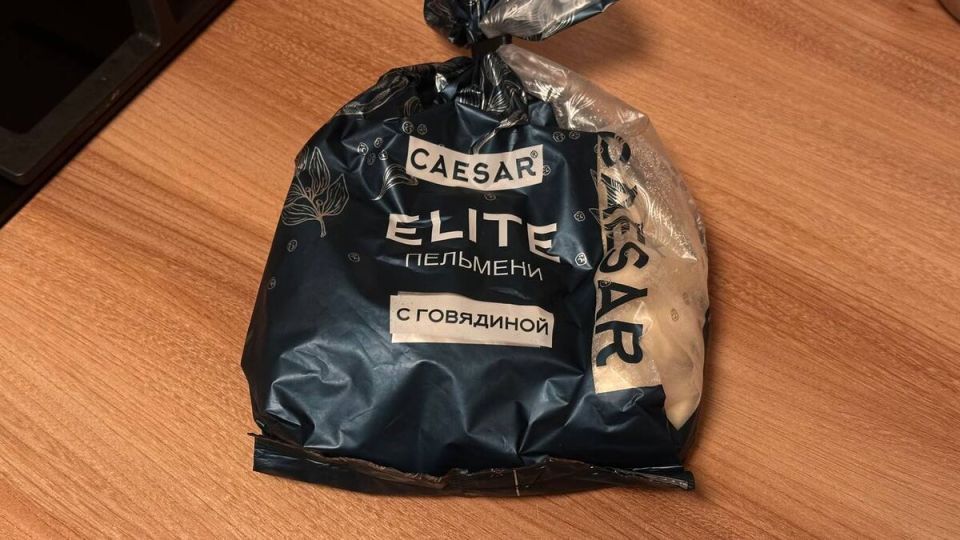 CAESAR®
ELITE
ПЕЛЬМЕНИ
С ГОВЯДИНОЙ
CAESAR